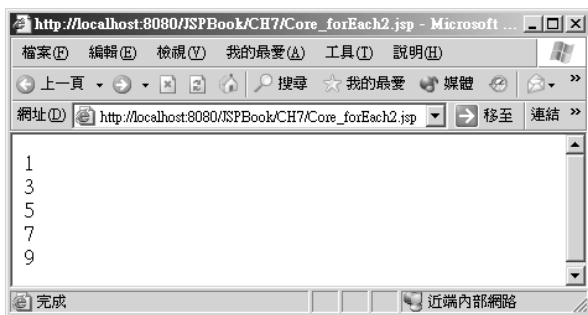 http://localhost:8080/JSPBook/CH7/Core_forEach2.jsp - Microsoft ...
檔案(F) 編輯(E) 檢視(V) 我的最愛(A) 工具(T) 說明(H)
上一頁 搜尋 我的最愛 媒體 »
網址(D) http://localhost:8080/JSPBook/CH7/Core_forEach2.jsp 移至 連結 »
1
3
5
7
9
完成 近端內部網路